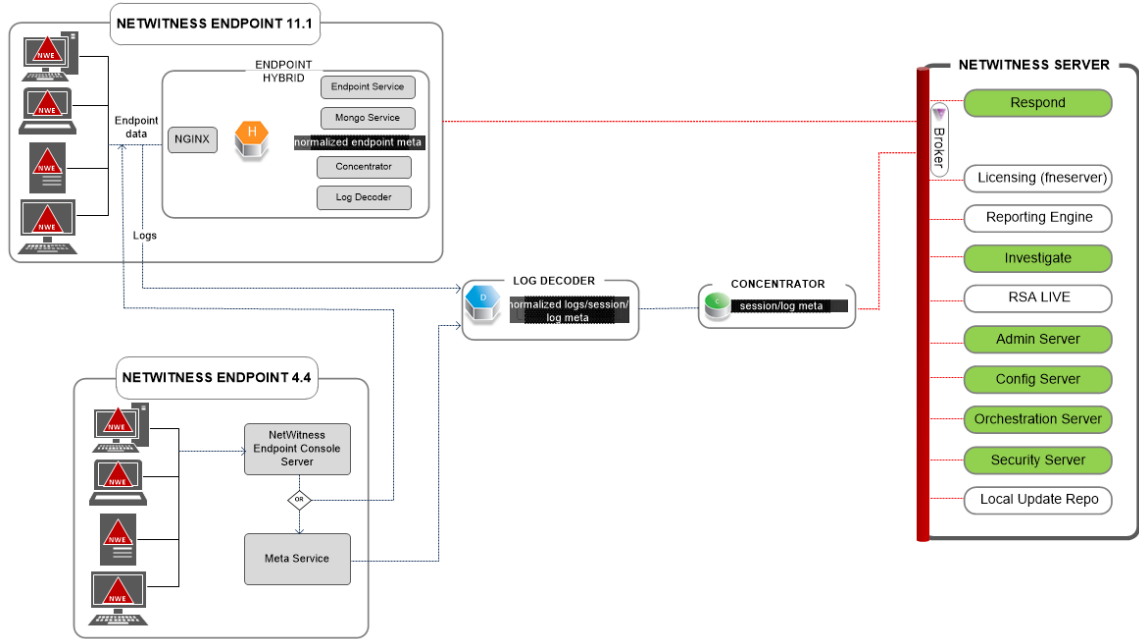 NETWITNESS ENDPOINT 11.1
NWE
NWE
NWE
NWE
Endpoint
data
Logs
ENDPOINT
HYBRID
NGINX
H
Endpoint Service
Mongo Service
normalized endpoint meta
Concentrator
Log Decoder
NETWITNESS ENDPOINT 4.4
NWE
NWE
NWE
NWE
NetWitness
Endpoint Console
Server
OR
Meta Service
LOG DECODER
D
normalized logs/session/
log meta
CONCENTRATOR
C
session/log meta
NETWITNESS SERVER
Broker
Respond
Licensing (fneserver)
Reporting Engine
Investigate
RSA LIVE
Admin Server
Config Server
Orchestration Server
Security Server
Local Update Repo